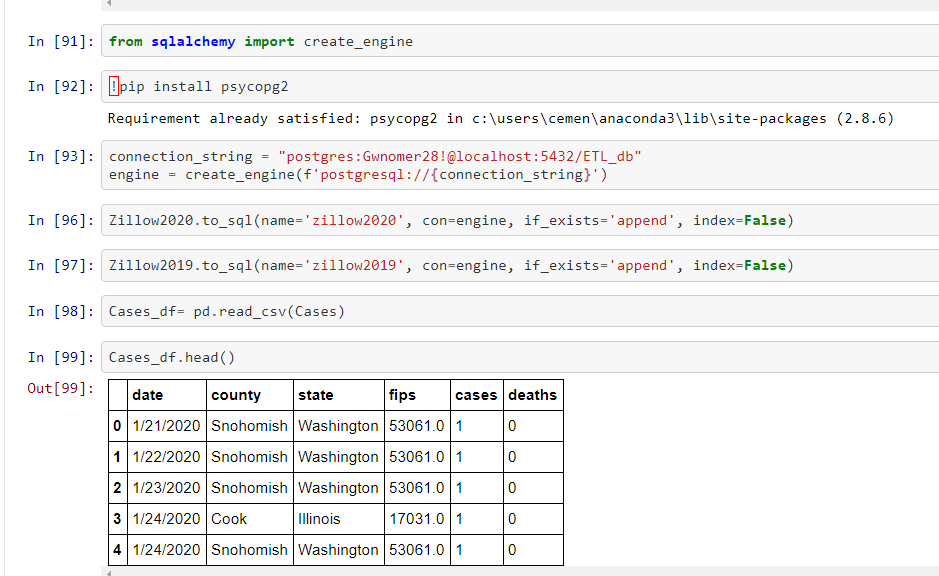 In [91]: from sqlalchemy import create_engine
In [92]: !pip install psycopg2
Requirement already satisfied: psycopg2 in c:\users\cemen\anaconda3\lib\site-packages (2.8.6)
In [93]: connection_string = "postgres:Gwnomer28!@localhost:5432/ETL_db"
engine = create_engine(f'postgresql://{connection_string}')
In [96]: Zillow2020.to_sql(name='zillow2020', con=engine, if_exists='append', index=False)
In [97]: Zillow2019.to_sql(name='zillow2019', con=engine, if_exists='append', index=False)
In [98]: Cases_df= pd.read_csv(Cases)
In [99]: Cases_df.head()
Out[99]:
date county state fips cases deaths
0 1/21/2020 Snohomish Washington 53061.0 1 0
1 1/22/2020 Snohomish Washington 53061.0 1 0
2 1/23/2020 Snohomish Washington 53061.0 1 0
3 1/24/2020 Cook Illinois 17031.0 1 0
4 1/24/2020 Snohomish Washington 53061.0 1 0